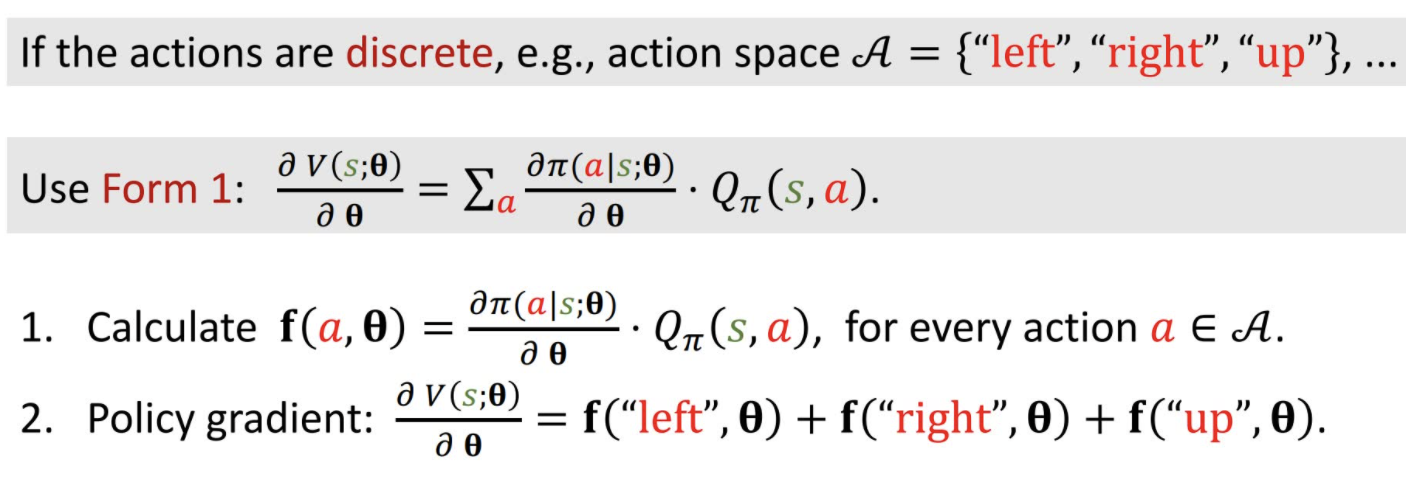 If the actions are discrete, e.g., action space 𝒜 = {“left”, “right”, “up”}, ...
Use Form 1: ∂ V(s;𝛉) / ∂ 𝛉 = ∑ₐ ∂π(a|s;𝛉) / ∂ 𝛉 · Q_π(s, a).
1. Calculate 𝐟(a, 𝛉) = ∂π(a|s;𝛉) / ∂ 𝛉 · Q_π(s, a), for every action a ∈ 𝒜.
2. Policy gradient: ∂ V(s;𝛉) / ∂ 𝛉 = 𝐟(“left”, 𝛉) + 𝐟(“right”, 𝛉) + 𝐟(“up”, 𝛉).